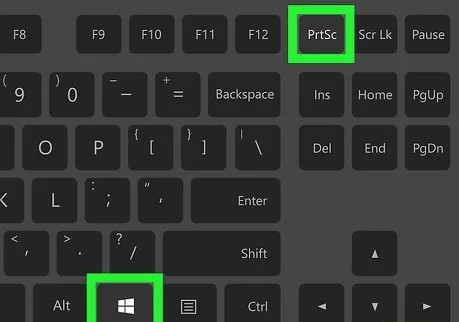 F8 F9 F10 F11 F12 PrtSc Scr Lk Pause
( 9 ) 0 – - + = Backspace Ins Home PgUp
O P { [ } ] | \ Del End PgDn
K L : ; " ' Enter
< , > . ? / Shift
Alt Ctrl